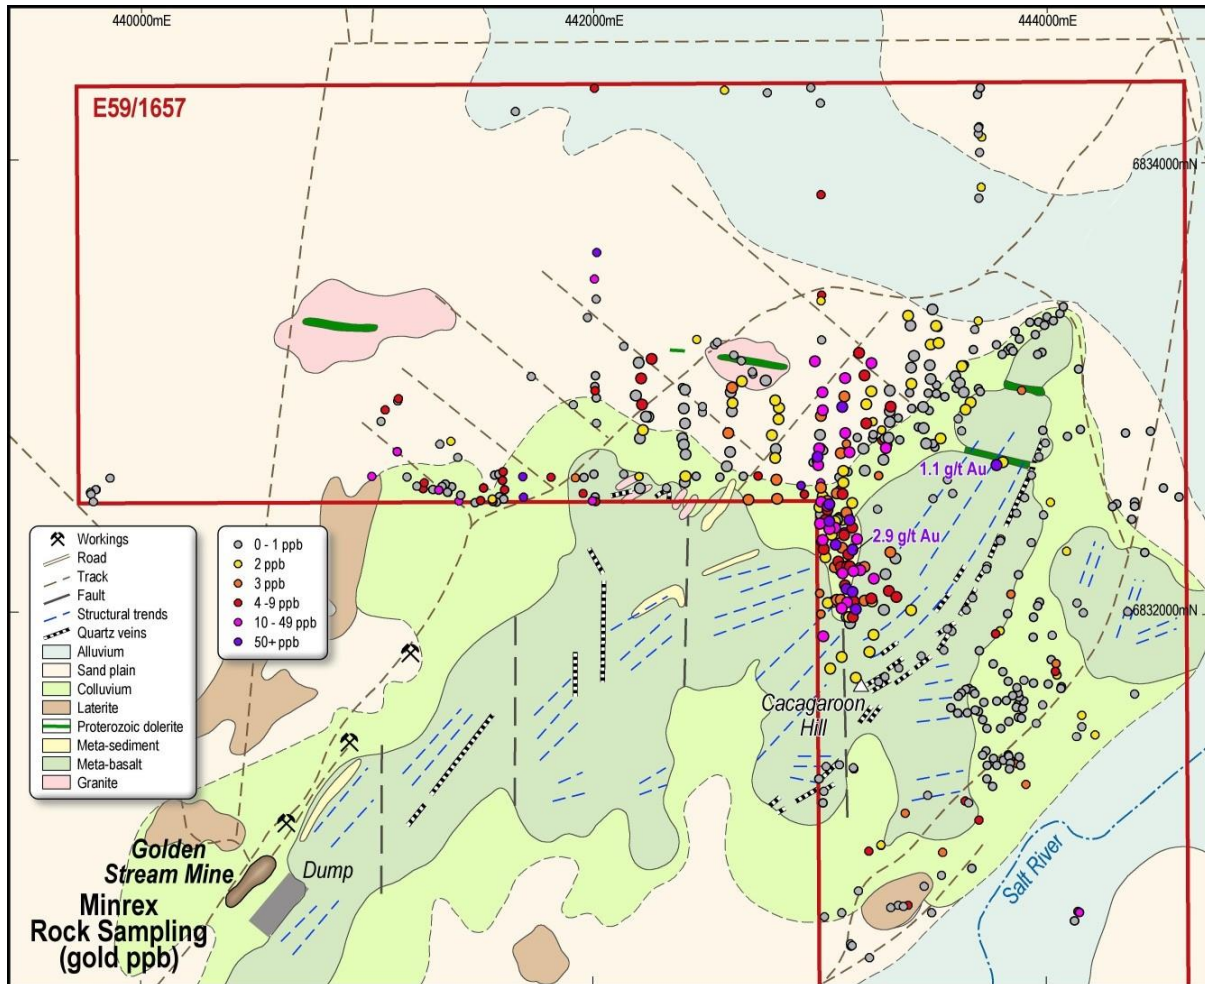 440000mE
442000mE
444000mE
E59/1657
6834000mN
1.1 g/t Au
2.9 g/t Au
6832000mN
Cacagaroon
Hill
Salt River
Workings
Road
Track
Fault
Structural trends
Quartz veins
Alluvium
Sand plain
Colluvium
Laterite
Proterozoic dolerite
Meta-sediment
Meta-basalt
Granite
0 - 1 ppb
2 ppb
3 ppb
4 -9 ppb
10 - 49 ppb
50+ ppb
Golden
Stream Mine
Dump
Minrex
Rock Sampling
(gold ppb)